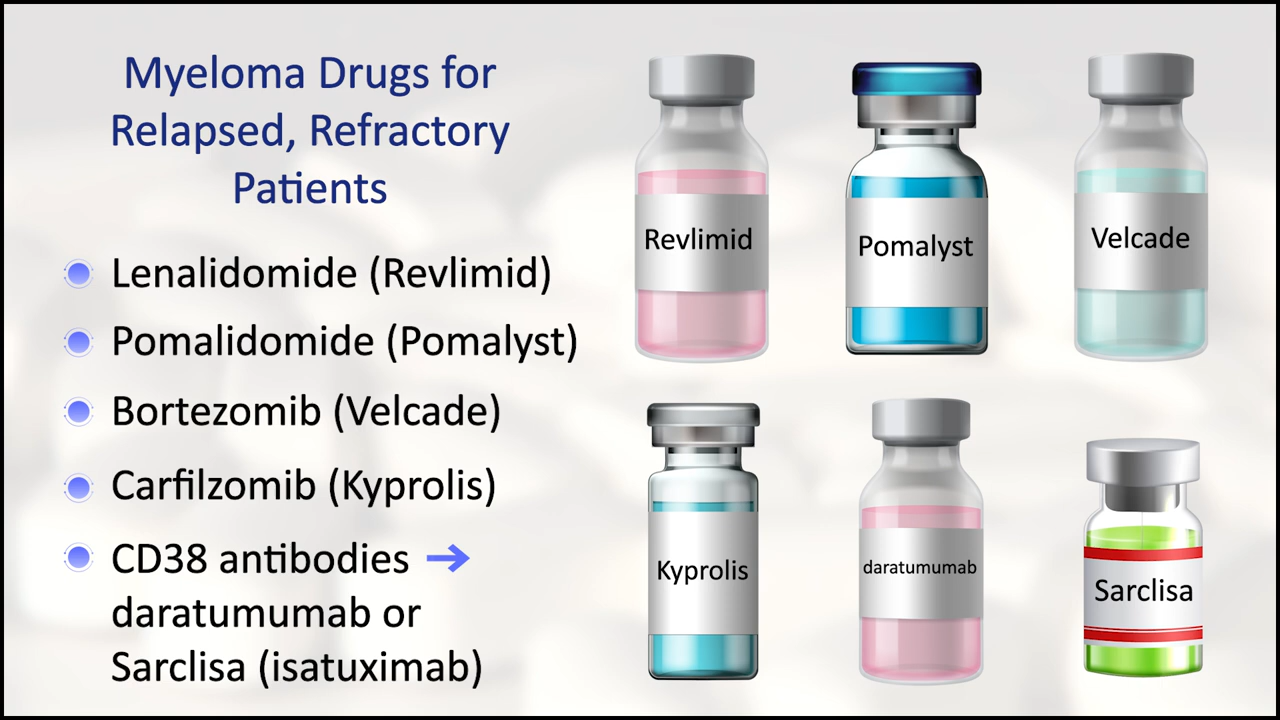 Myeloma Drugs for
Relapsed, Refractory
Patients
Lenalidomide (Revlimid)
Pomalidomide (Pomalyst)
Bortezomib (Velcade)
Carfilzomib (Kyprolis)
CD38 antibodies →
daratumumab or
Sarclisa (isatuximab)
Revlimid
Pomalyst
Velcade
Kyprolis
daratumumab
Sarclisa